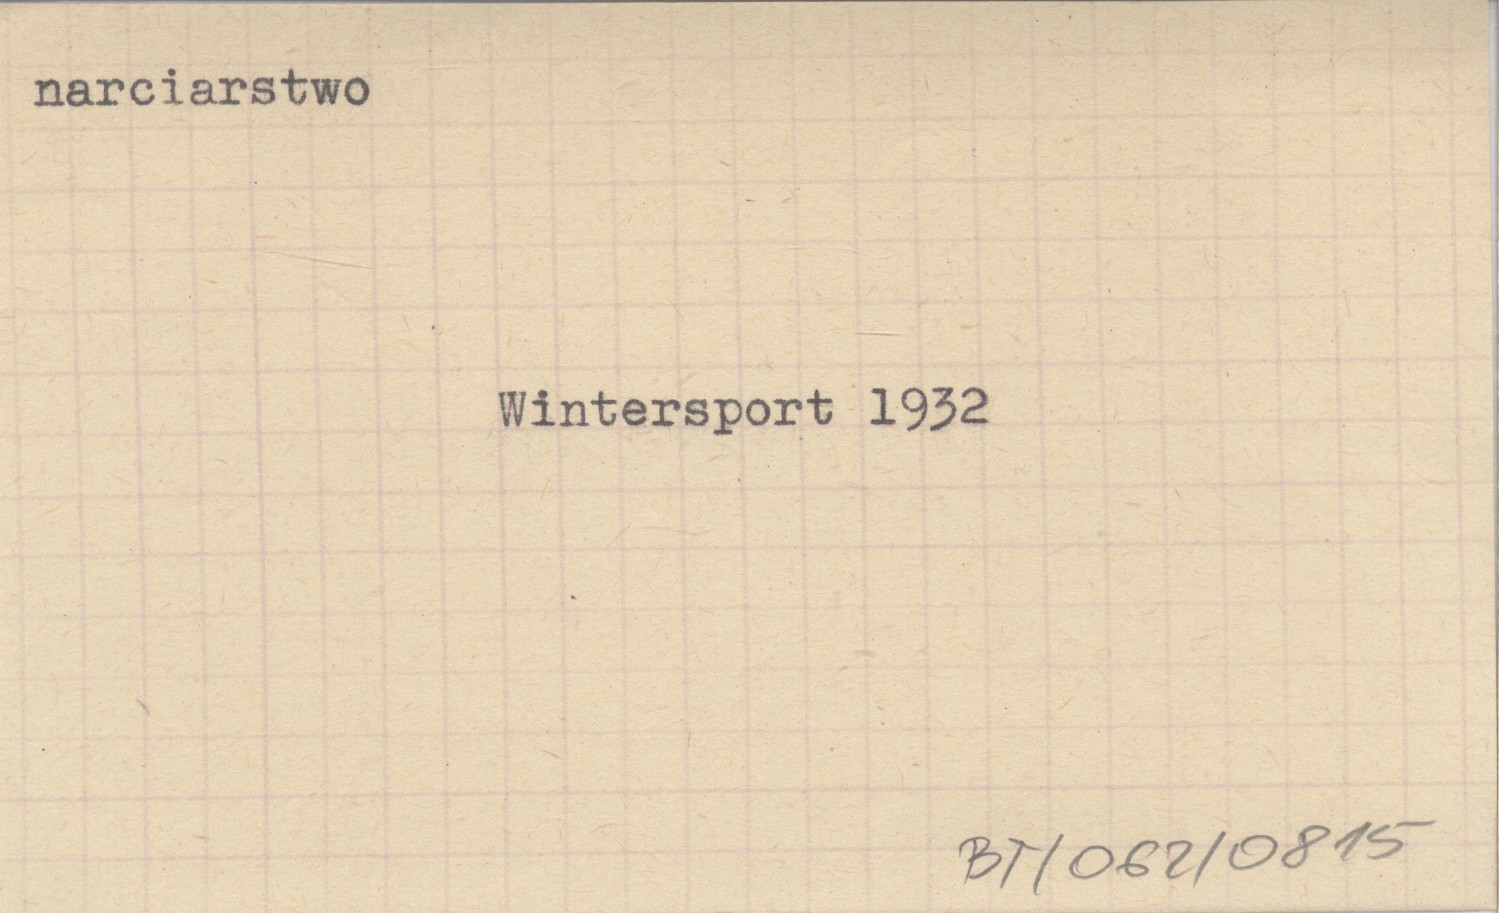 narciarstwo
Wintersport 1932
BT/062/0815